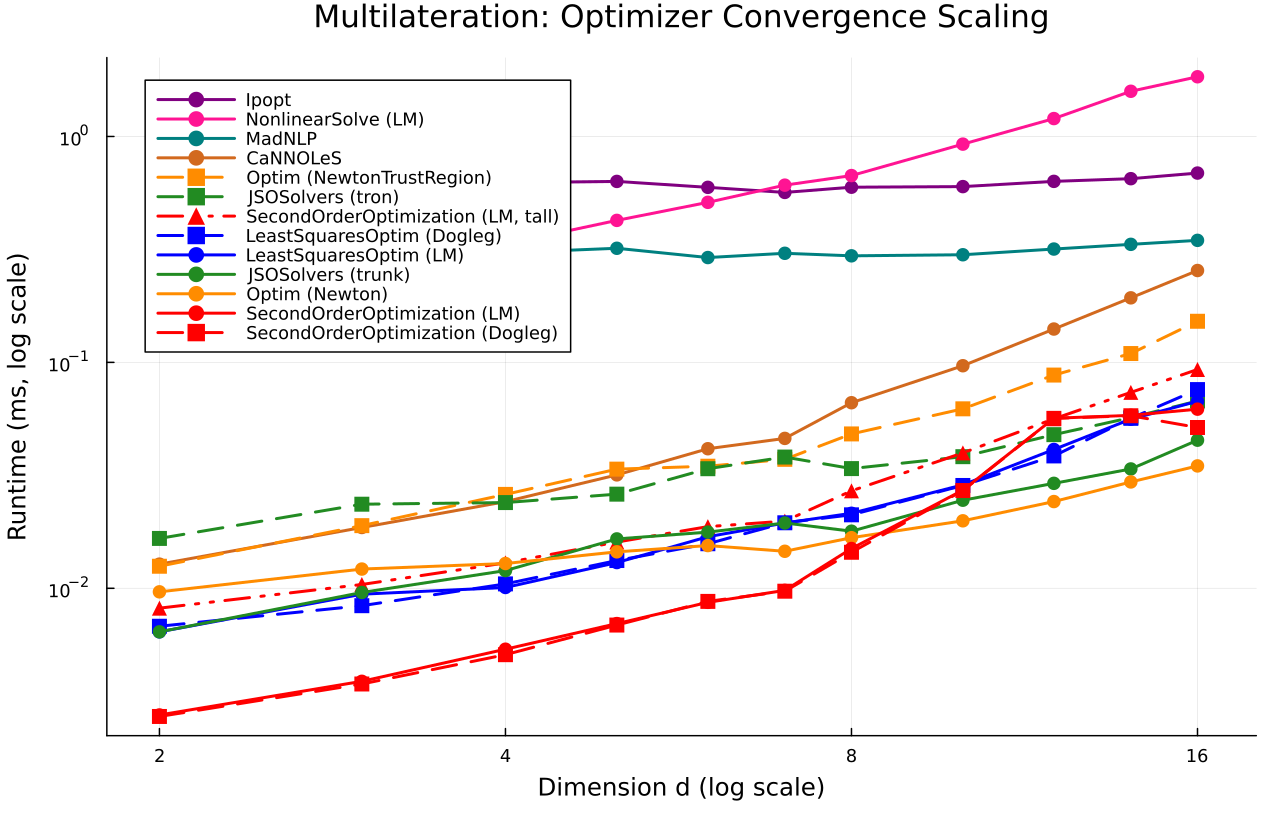 Multilateration: Optimizer Convergence Scaling
Ipopt
NonlinearSolve (LM)
MadNLP
CaNNOLeS
Optim (NewtonTrustRegion)
JSOSolvers (tron)
SecondOrderOptimization (LM, tall)
LeastSquaresOptim (Dogleg)
LeastSquaresOptim (LM)
JSOSolvers (trunk)
Optim (Newton)
SecondOrderOptimization (LM)
SecondOrderOptimization (Dogleg)
Runtime (ms, log scale)
10⁰
10⁻¹
10⁻²
2 4 8 16
Dimension d (log scale)